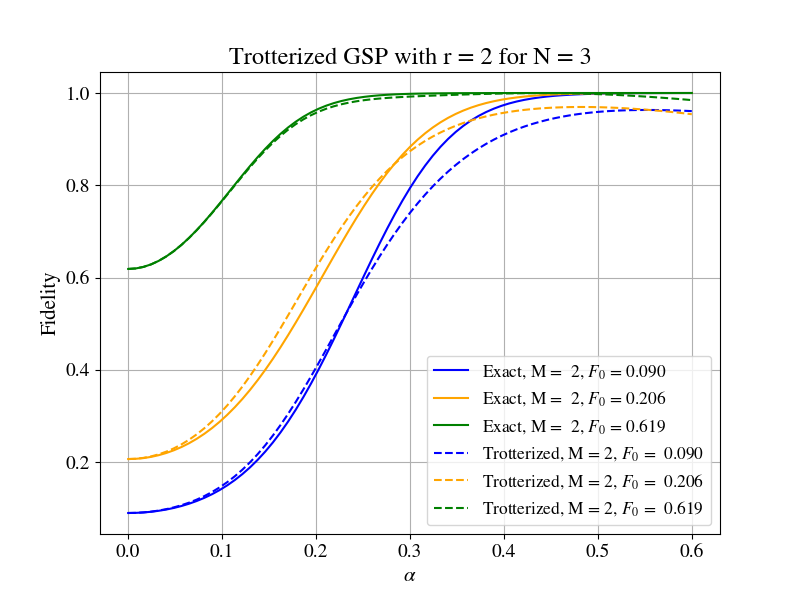 Trotterized GSP with r = 2 for N = 3
Fidelity
1.0
0.8
0.6
0.4
0.2
0.0 0.1 0.2 0.3 0.4 0.5 0.6
α
Exact, M = 2, F₀ = 0.090
Exact, M = 2, F₀ = 0.206
Exact, M = 2, F₀ = 0.619
Trotterized, M = 2, F₀ = 0.090
Trotterized, M = 2, F₀ = 0.206
Trotterized, M = 2, F₀ = 0.619